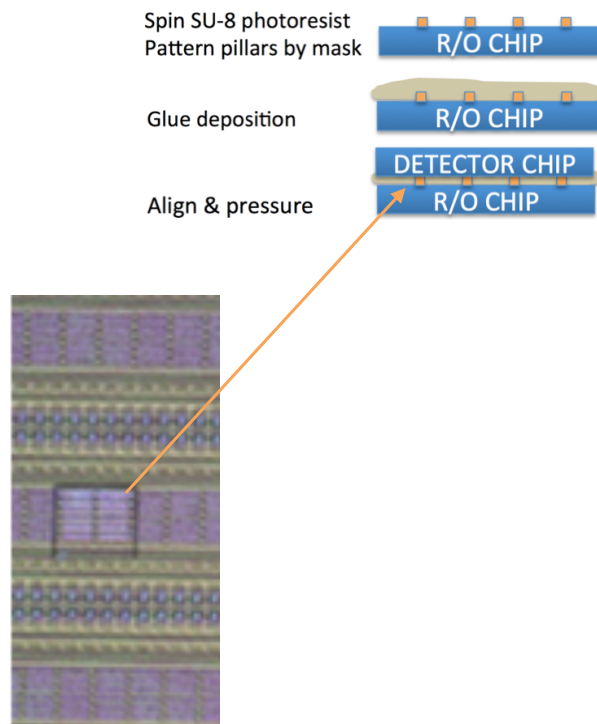 Spin SU-8 photoresist
Pattern pillars by mask
R/O CHIP
Glue deposition
R/O CHIP
DETECTOR CHIP
Align & pressure
R/O CHIP